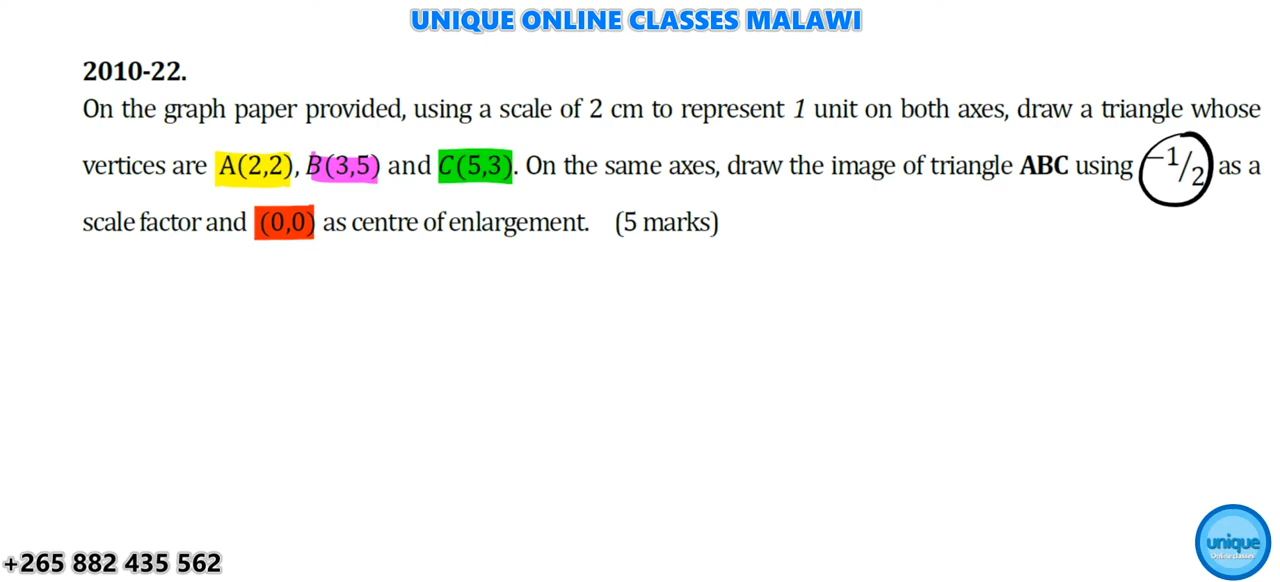 UNIQUE ONLINE CLASSES MALAWI
2010-22.
On the graph paper provided, using a scale of 2 cm to represent 1 unit on both axes, draw a triangle whose
vertices are A(2,2), B(3,5) and C(5,3). On the same axes, draw the image of triangle ABC using −1/2 as a
scale factor and (0,0) as centre of enlargement. (5 marks)
unique
Online classes
+265 882 435 562